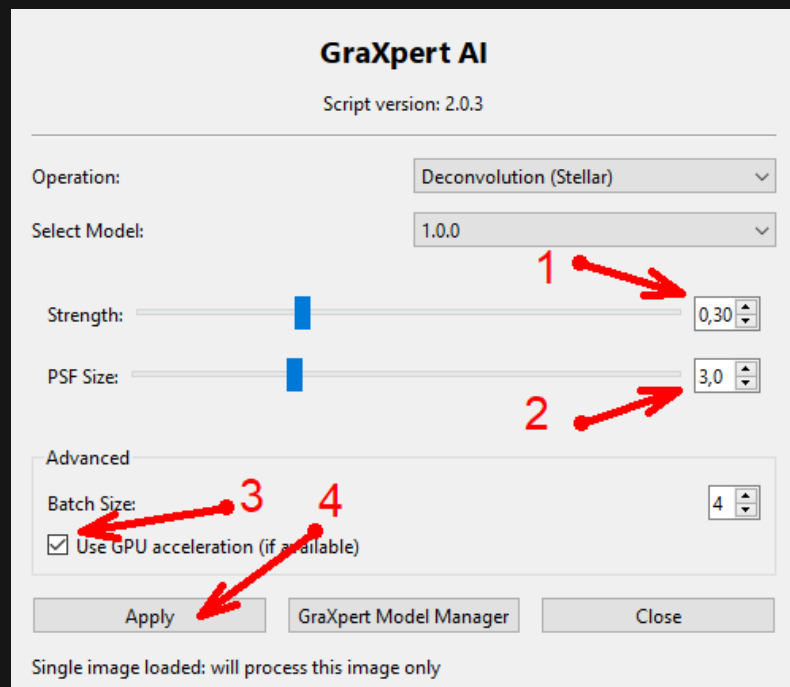 GraXpert AI
Script version: 2.0.3
Operation: Deconvolution (Stellar)
Select Model: 1.0.0
1
Strength: 0,30
PSF Size: 3,0
2
Advanced
3 4
Batch Size: 4
Use GPU acceleration (if available)
Apply GraXpert Model Manager Close
Single image loaded: will process this image only